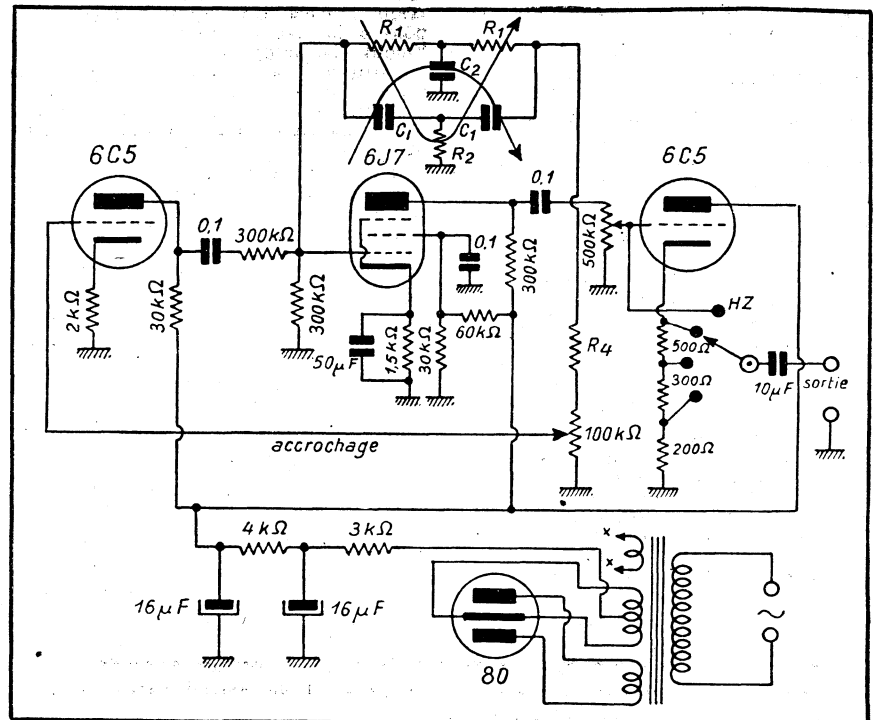 R1
R1
C2
C1
C1
R2
6C5
6J7
6C5
0,1
300kΩ
0,1
0,1
500kΩ
HZ
2kΩ
30kΩ
300kΩ
50µF
1,5kΩ
30kΩ
60kΩ
300kΩ
R4
500Ω
300Ω
200Ω
10µF
sortie
accrochage
100kΩ
4kΩ
3kΩ
x
x
16µF
16µF
80